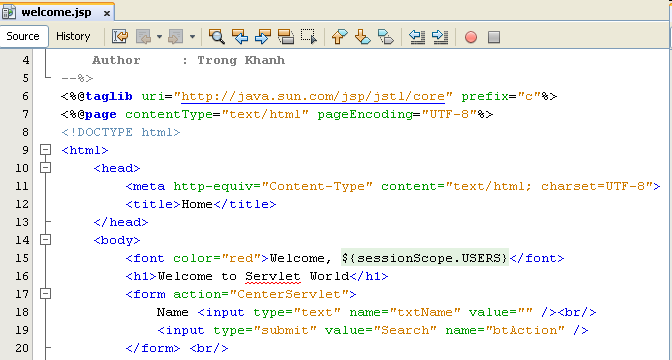 welcome.jsp x
Source History
4 Author : Trong Khanh
5 --%>
6 <%@taglib uri="http://java.sun.com/jsp/jstl/core" prefix="c"%>
7 <%@page contentType="text/html" pageEncoding="UTF-8"%>
8 <!DOCTYPE html>
9 <html>
10 <head>
11 <meta http-equiv="Content-Type" content="text/html; charset=UTF-8">
12 <title>Home</title>
13 </head>
14 <body>
15 <font color="red">Welcome, ${sessionScope.USERS}</font>
16 <h1>Welcome to Servlet World</h1>
17 <form action="CenterServlet">
18 Name <input type="text" name="txtName" value="" /><br/>
19 <input type="submit" value="Search" name="btAction" />
20 </form> <br/>